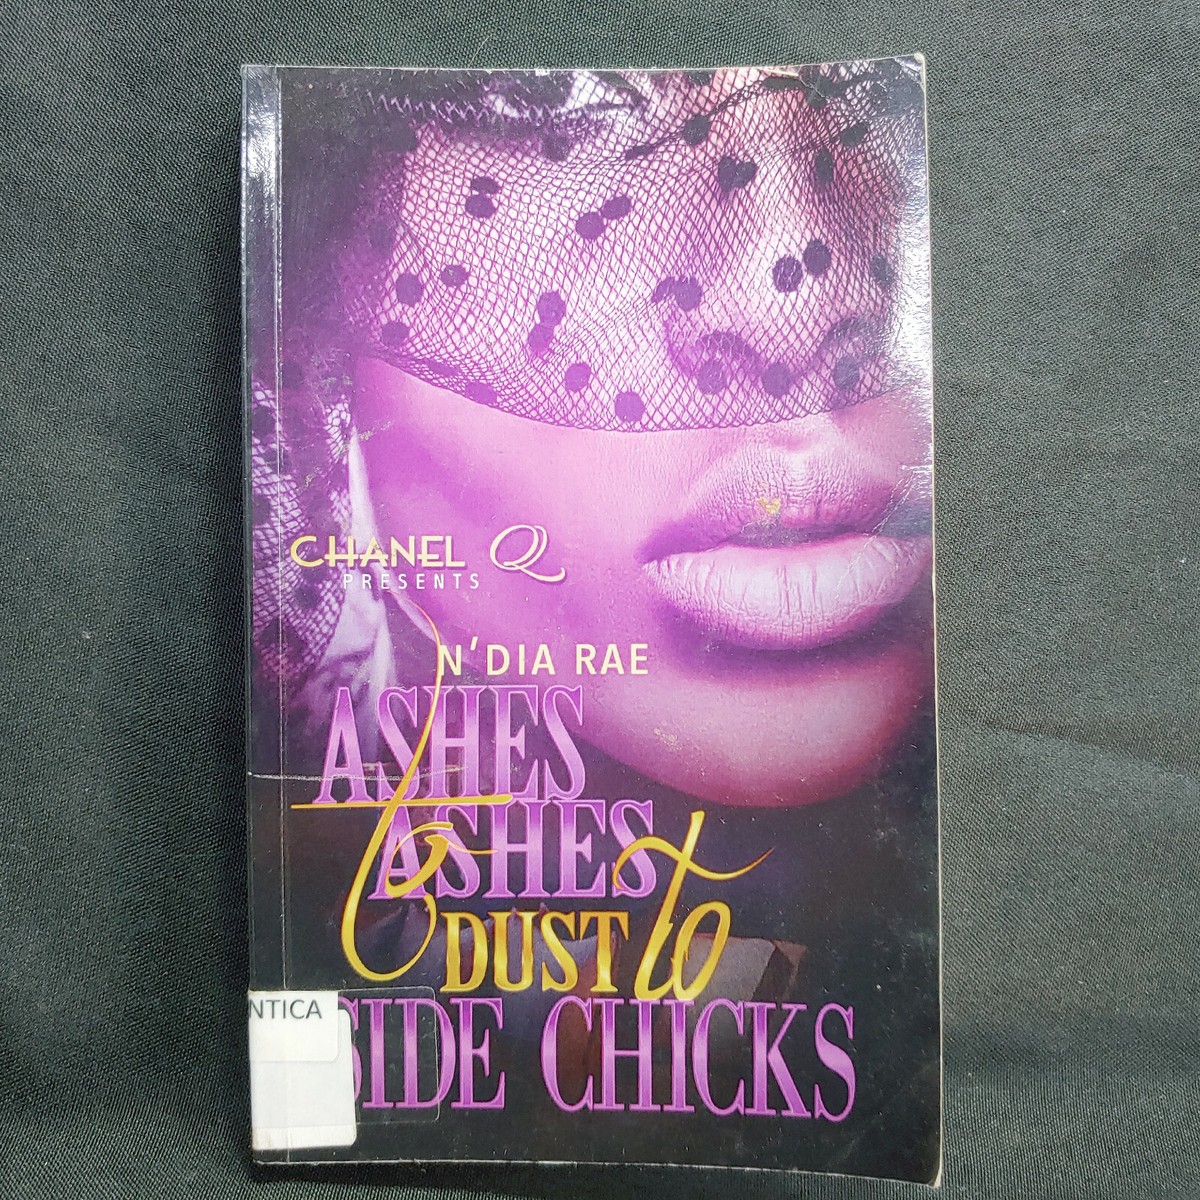 CHANEL Q
PRESENTS
N'DIA RAE
ASHES
to
ASHES
DUST to
SIDE CHICKS
NTICA